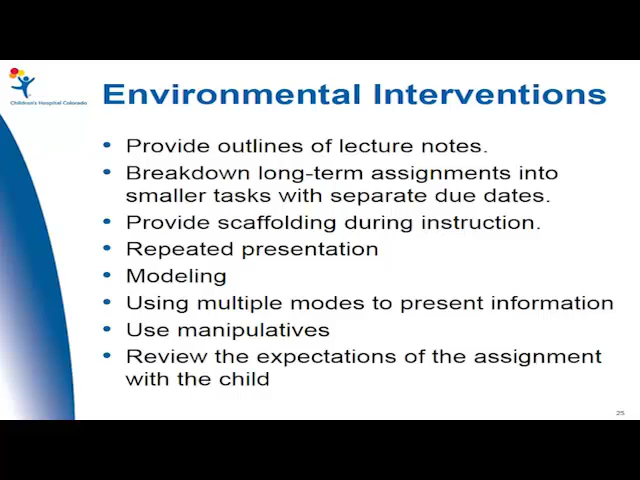 Children's Hospital Colorado
Environmental Interventions
• Provide outlines of lecture notes.
• Breakdown long-term assignments into
smaller tasks with separate due dates.
• Provide scaffolding during instruction.
• Repeated presentation
• Modeling
• Using multiple modes to present information
• Use manipulatives
• Review the expectations of the assignment
with the child
25